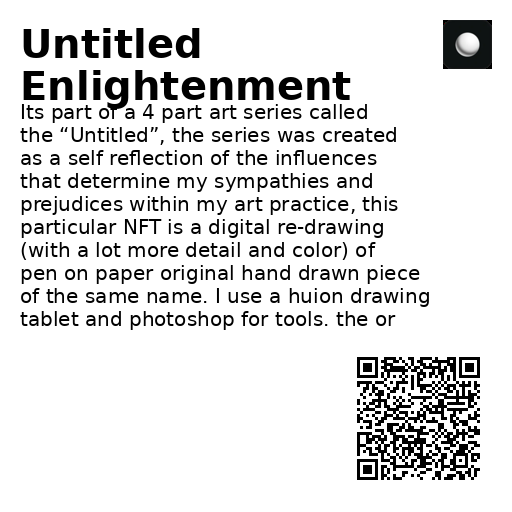 Untitled
Enlightenment
Its part of a 4 part art series called
the “Untitled”, the series was created
as a self reflection of the influences
that determine my sympathies and
prejudices within my art practice, this
particular NFT is a digital re-drawing
(with a lot more detail and color) of
pen on paper original hand drawn piece
of the same name. I use a huion drawing
tablet and photoshop for tools. the or